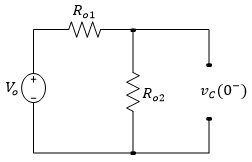 R_{o1}
V_o
+
−
R_{o2}
v_C(0^-)